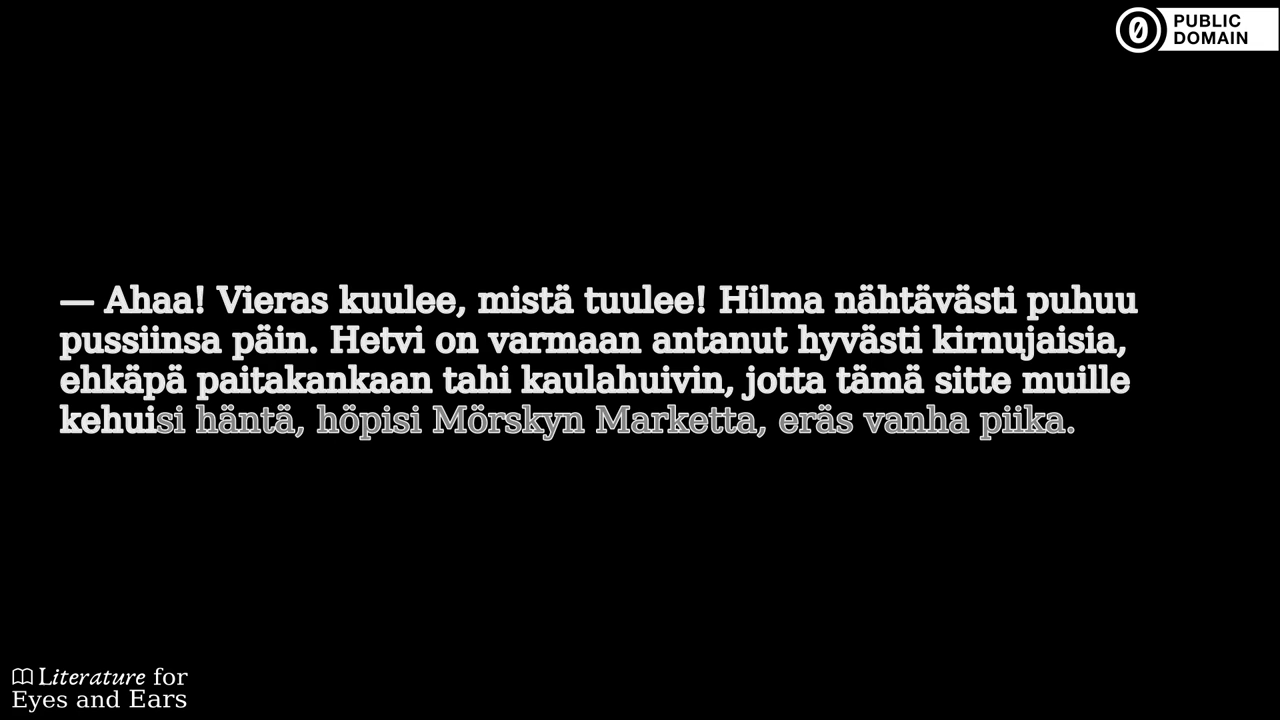 PUBLIC
DOMAIN
— Ahaa! Vieras kuulee, mistä tuulee! Hilma nähtävästi puhuu
pussiinsa päin. Hetvi on varmaan antanut hyvästi kirnujaisia,
ehkäpä paitakankaan tahi kaulahuivin, jotta tämä sitte muille
kehuisi häntä, höpisi Mörskyn Marketta, eräs vanha piika.
Literature for
Eyes and Ears